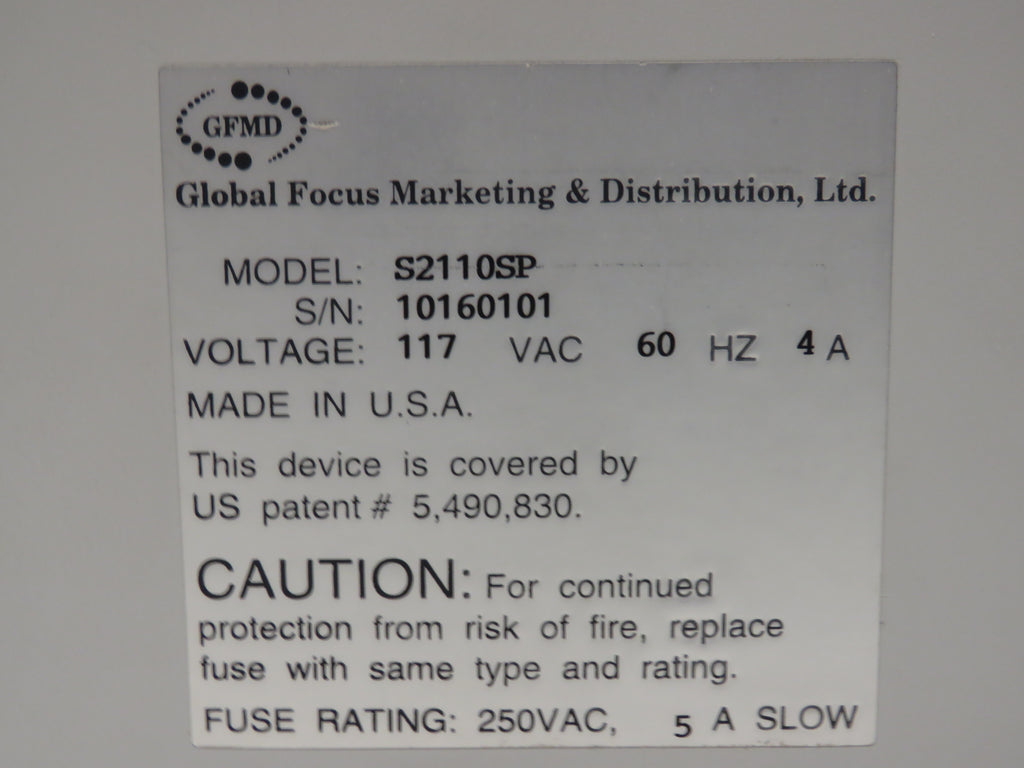 GFMD
Global Focus Marketing & Distribution, Ltd.
MODEL: S2110SP
S/N: 10160101
VOLTAGE: 117 VAC 60 HZ 4 A
MADE IN U.S.A.
This device is covered by
US patent # 5,490,830.
CAUTION: For continued
protection from risk of fire, replace
fuse with same type and rating.
FUSE RATING: 250VAC, 5 A SLOW